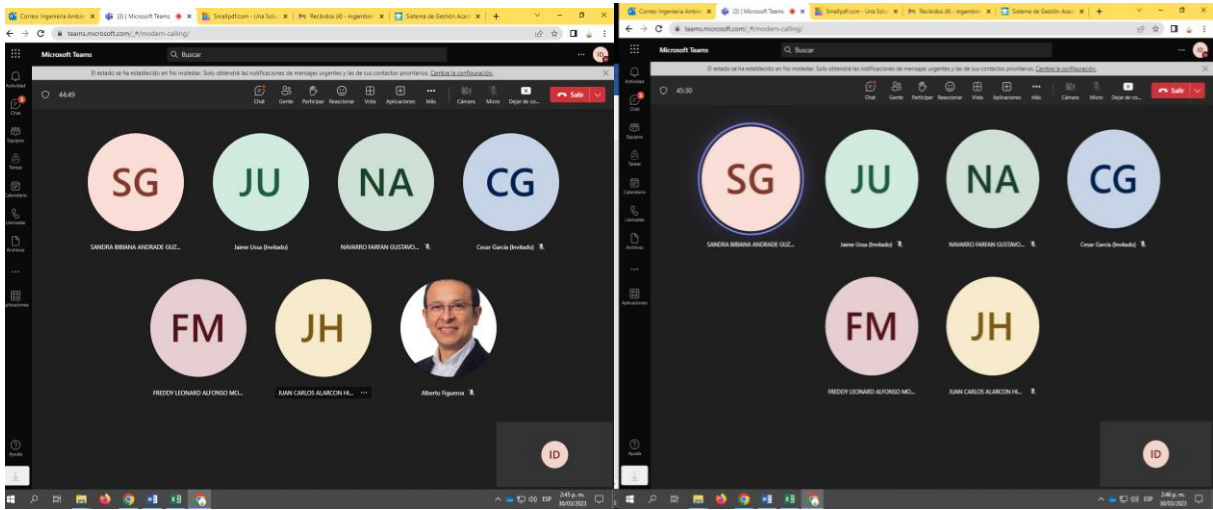 Correo Ingenieria Ambie
(3) | Microsoft Teams
Smallpdf.com - Una Solu
Recibidos (4) - ingambie
Sistema de Gestión Acad
teams.microsoft.com/_#/modern-calling/
Microsoft Teams
Buscar
ID
El estado se ha establecido en No molestar. Solo obtendrá las notificaciones de mensajes urgentes y las de sus contactos prioritarios. Cambie la configuración.
Actividad
Chat
Equipos
Tareas
Calendario
Llamadas
Archivos
Aplicaciones
Ayuda
44:49
Chat Gente Participar Reaccionar Vista Aplicaciones Más Cámara Micro Dejar de co... Salir
SG JU NA CG
SANDRA BIBIANA ANDRADE GUZ... Jaime Ussa (Invitado) NAVARRO FARFAN GUSTAVO... Cesar Garcia (Invitado)
FM JH
FREDDY LEONARD ALFONSO MO... JUAN CARLOS ALARCON HI... Alberto Figueroa
ID
ESP 2:45 p. m.
30/03/2023
Correo Ingenieria Ambie
(3) | Microsoft Teams
Smallpdf.com - Una Solu
Recibidos (4) - ingambie
Sistema de Gestión Acad
teams.microsoft.com/_#/modern-calling/
Microsoft Teams
Buscar
ID
El estado se ha establecido en No molestar. Solo obtendrá las notificaciones de mensajes urgentes y las de sus contactos prioritarios. Cambie la configuración.
Actividad
Chat
Equipos
Tareas
Calendario
Llamadas
Archivos
Aplicaciones
Ayuda
45:30
Chat Gente Participar Reaccionar Vista Aplicaciones Más Cámara Micro Dejar de co... Salir
SG JU NA CG
SANDRA BIBIANA ANDRADE GUZ... Jaime Ussa (Invitado) NAVARRO FARFAN GUSTAVO... Cesar Garcia (Invitado)
FM JH
FREDDY LEONARD ALFONSO MO... JUAN CARLOS ALARCON HI...
ID
ESP 2:46 p. m.
30/03/2023